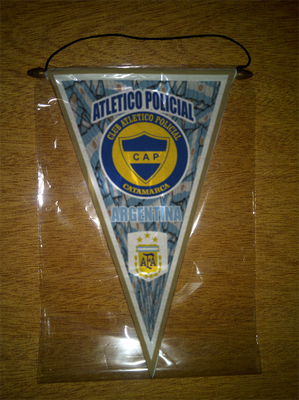 ATLETICO POLICIAL
CLUB ATLETICO POLICIAL
CAP
CATAMARCA
ARGENTINA
AFA